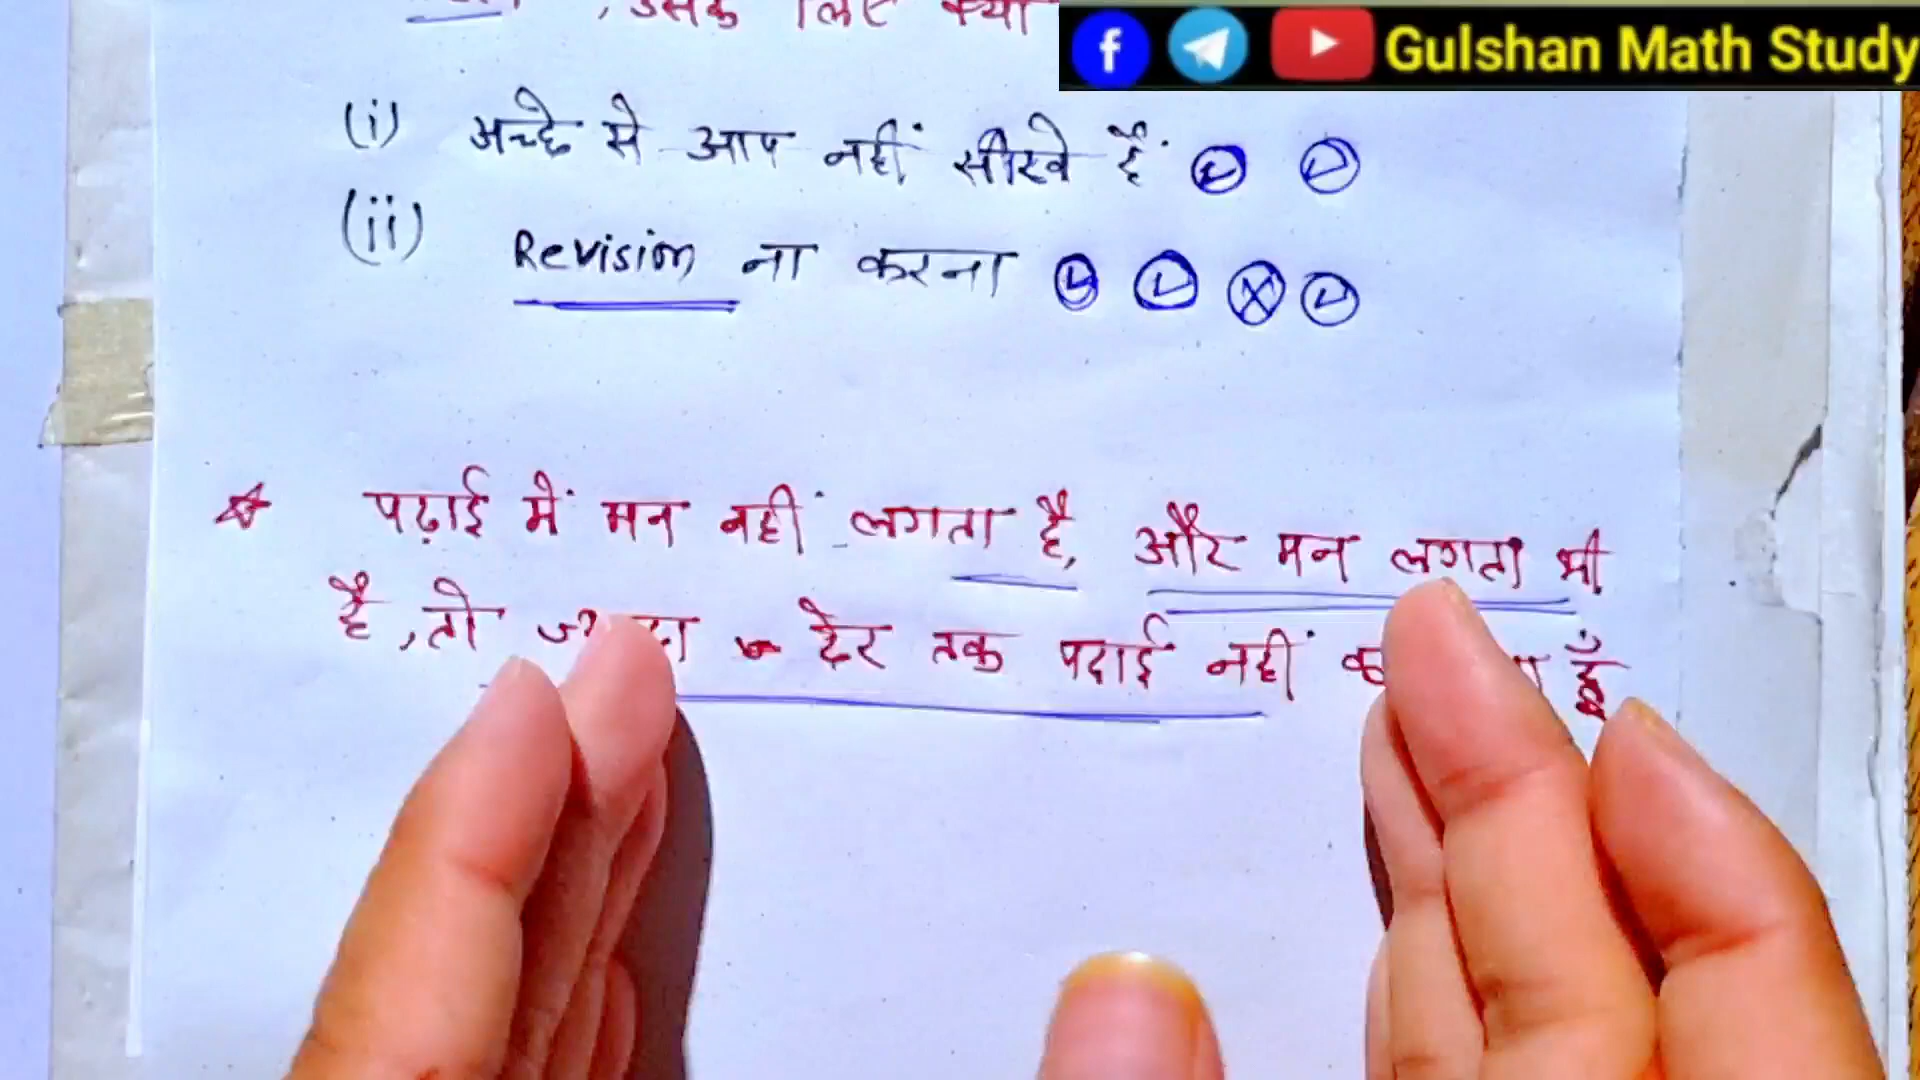 , उसके लिए क्या
Gulshan Math Study
(i) अच्छे से आप नहीं सीखे हैं
(ii) Revision ना करना
पढ़ाई में मन नहीं लगता है, और मन लगता भी
है, तो देर तक पढाई नहीं हूँ